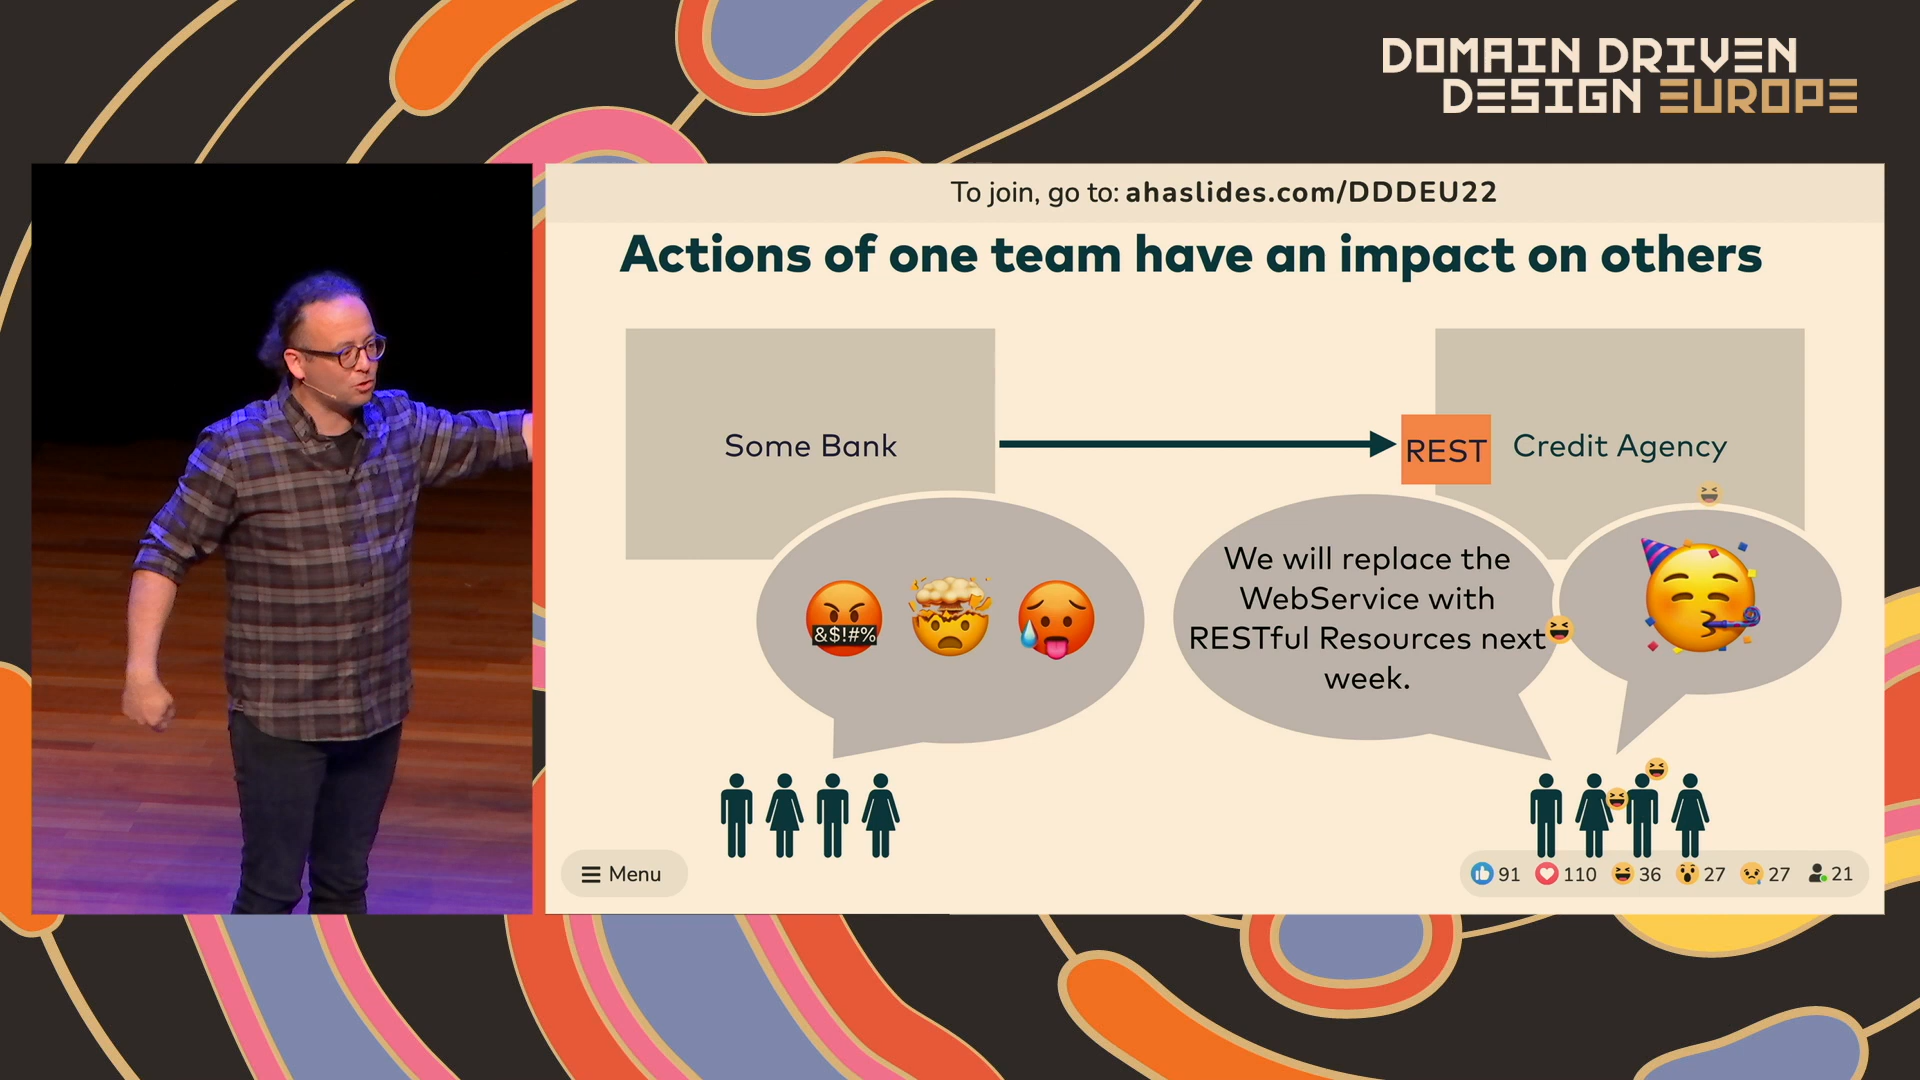 DOMAIN DRIVEN
DESIGN EUROPE
To join, go to: ahaslides.com/DDDEU22
Actions of one team have an impact on others
Some Bank
REST
Credit Agency
&$!#%
We will replace the
WebService with
RESTful Resources next
week.
Menu
91 110 36 27 27 21